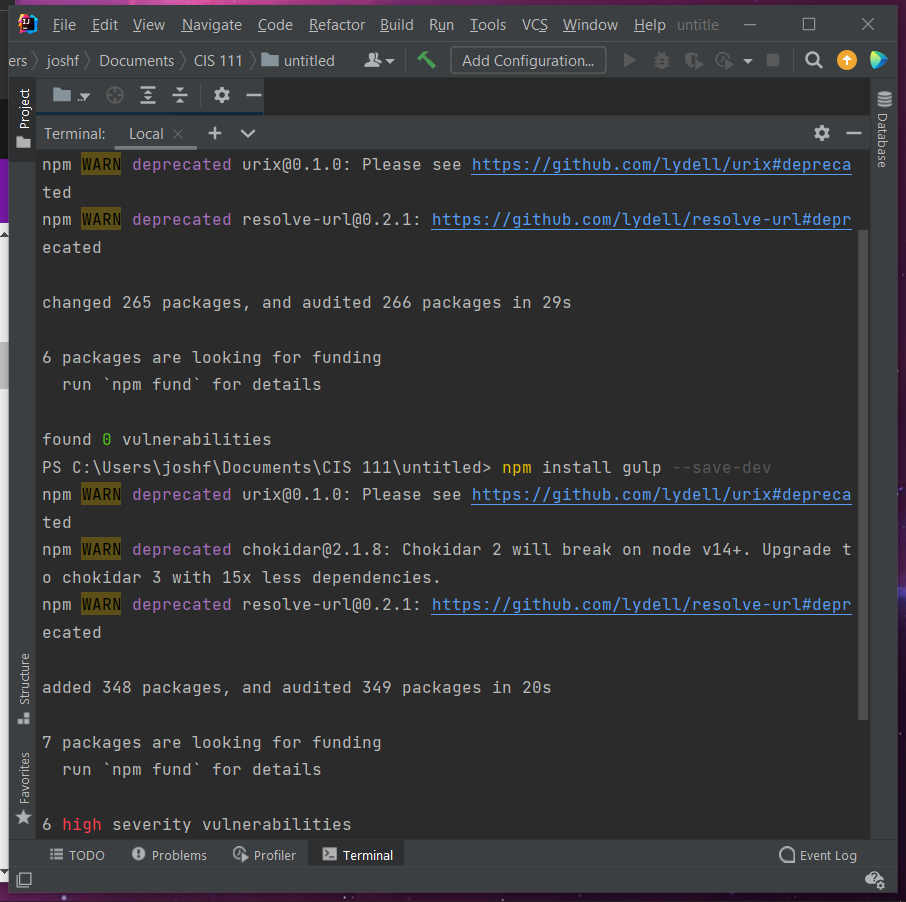 File Edit View Navigate Code Refactor Build Run Tools VCS Window Help untitle
ers joshf Documents CIS 111 untitled Add Configuration...
Project
..
Terminal: Local
Database
npm WARN deprecated urix@0.1.0: Please see https://github.com/lydell/urix#depreca
ted
npm WARN deprecated resolve-url@0.2.1: https://github.com/lydell/resolve-url#depr
ecated
changed 265 packages, and audited 266 packages in 29s
6 packages are looking for funding
run `npm fund` for details
found 0 vulnerabilities
PS C:\Users\joshf\Documents\CIS 111\untitled> npm install gulp --save-dev
npm WARN deprecated urix@0.1.0: Please see https://github.com/lydell/urix#depreca
ted
npm WARN deprecated chokidar@2.1.8: Chokidar 2 will break on node v14+. Upgrade t
o chokidar 3 with 15x less dependencies.
npm WARN deprecated resolve-url@0.2.1: https://github.com/lydell/resolve-url#depr
ecated
added 348 packages, and audited 349 packages in 20s
7 packages are looking for funding
run `npm fund` for details
6 high severity vulnerabilities
Structure
Favorites
TODO Problems Profiler Terminal Event Log